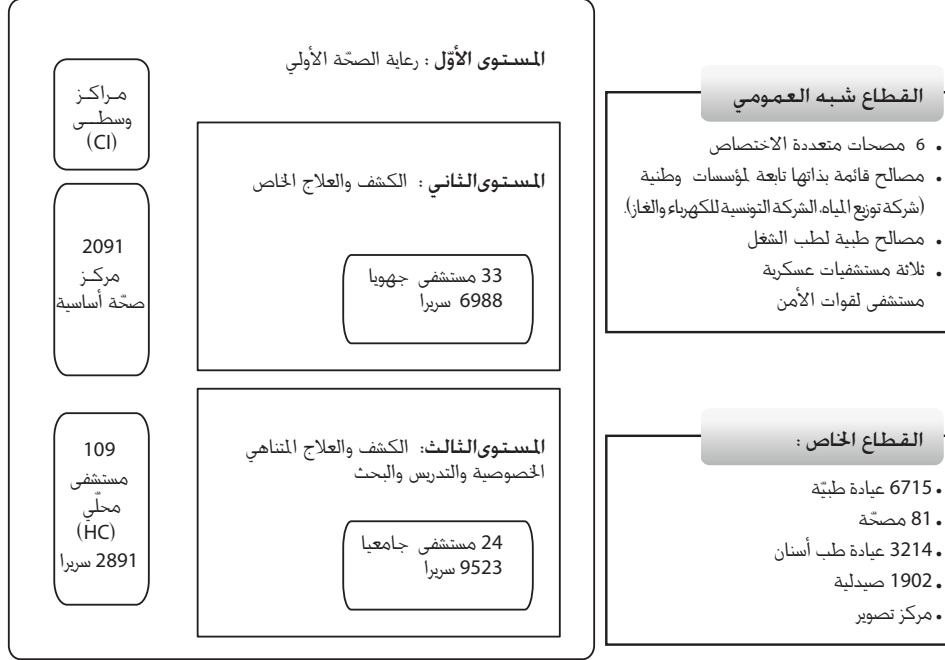 القطاع شبه العمومي
• 6 مصحات متعددة الاختصاص
• مصالح قائمة بذاتها تابعة لمؤسسات وطنية
(شركة توزيع المياه، الشركة التونسية للكهرباء والغاز).
• مصالح طبية لطب الشغل
• ثلاثة مستشفيات عسكرية
مستشفى لقوات الأمن
القطاع الخاص :
• 6715 عيادة طبيّة
• 81 مصحّة
• 3214 عيادة طب أسنان
• 1902 صيدلية
• مركز تصوير
المستوى الأوّل : رعاية الصحّة الأولي
المستوى الثاني : الكشف والعلاج الخاص
33 مستشفى جهويا
6988 سريرا
المستوى الثالث: الكشف والعلاج المتناهي
الخصوصية والتدريس والبحث
24 مستشفى جامعيا
9523 سريرا
مراكز
وسطى
(CI)
2091
مركز
صحّة أساسية
109
مستشفى
محلّي
(HC)
2891 سريرا